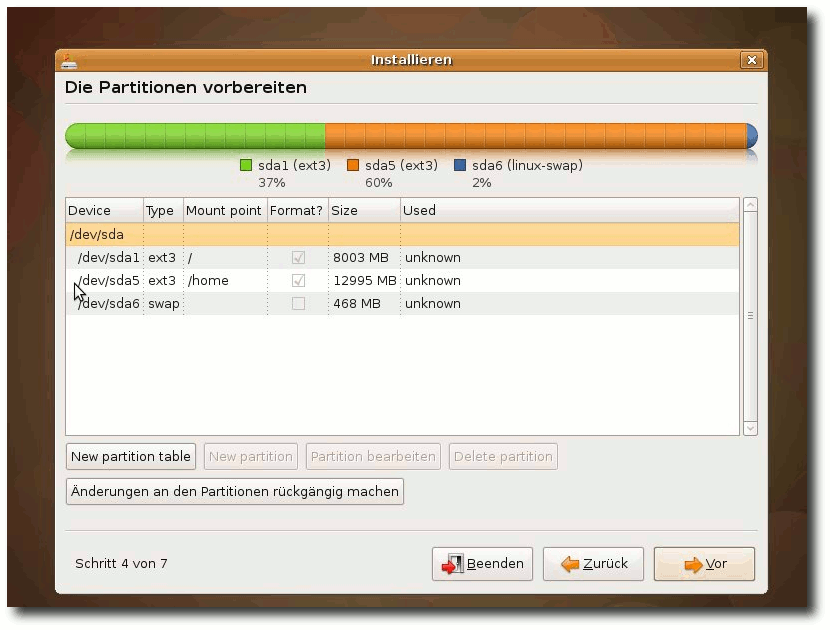 Installieren
Die Partitionen vorbereiten
sda1 (ext3) sda5 (ext3) sda6 (linux-swap)
37% 60% 2%
Device Type Mount point Format? Size Used
/dev/sda
/dev/sda1 ext3 / 8003 MB unknown
/dev/sda5 ext3 /home 12995 MB unknown
/dev/sda6 swap 468 MB unknown
New partition table New partition Partition bearbeiten Delete partition
Änderungen an den Partitionen rückgängig machen
Schritt 4 von 7 Beenden Zurück Vor